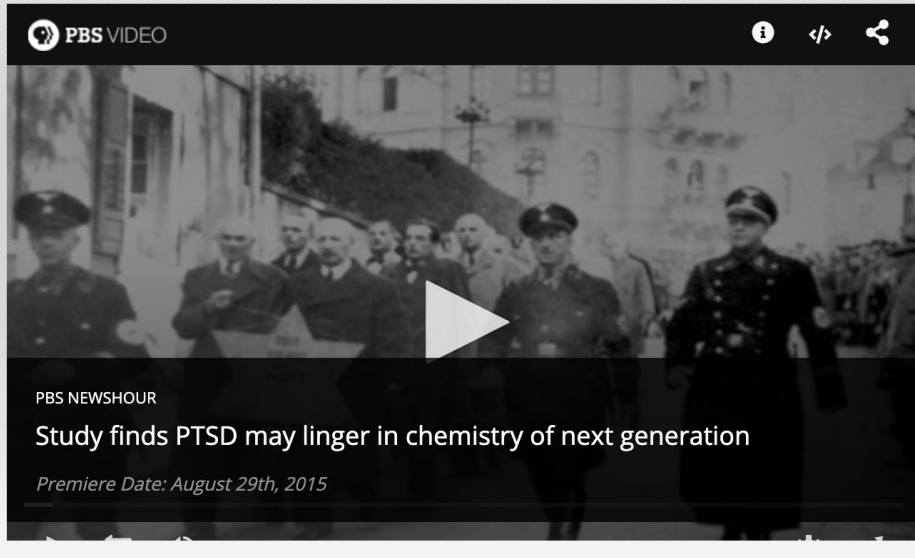 PBS VIDEO
PBS NEWSHOUR
Study finds PTSD may linger in chemistry of next generation
Premiere Date: August 29th, 2015